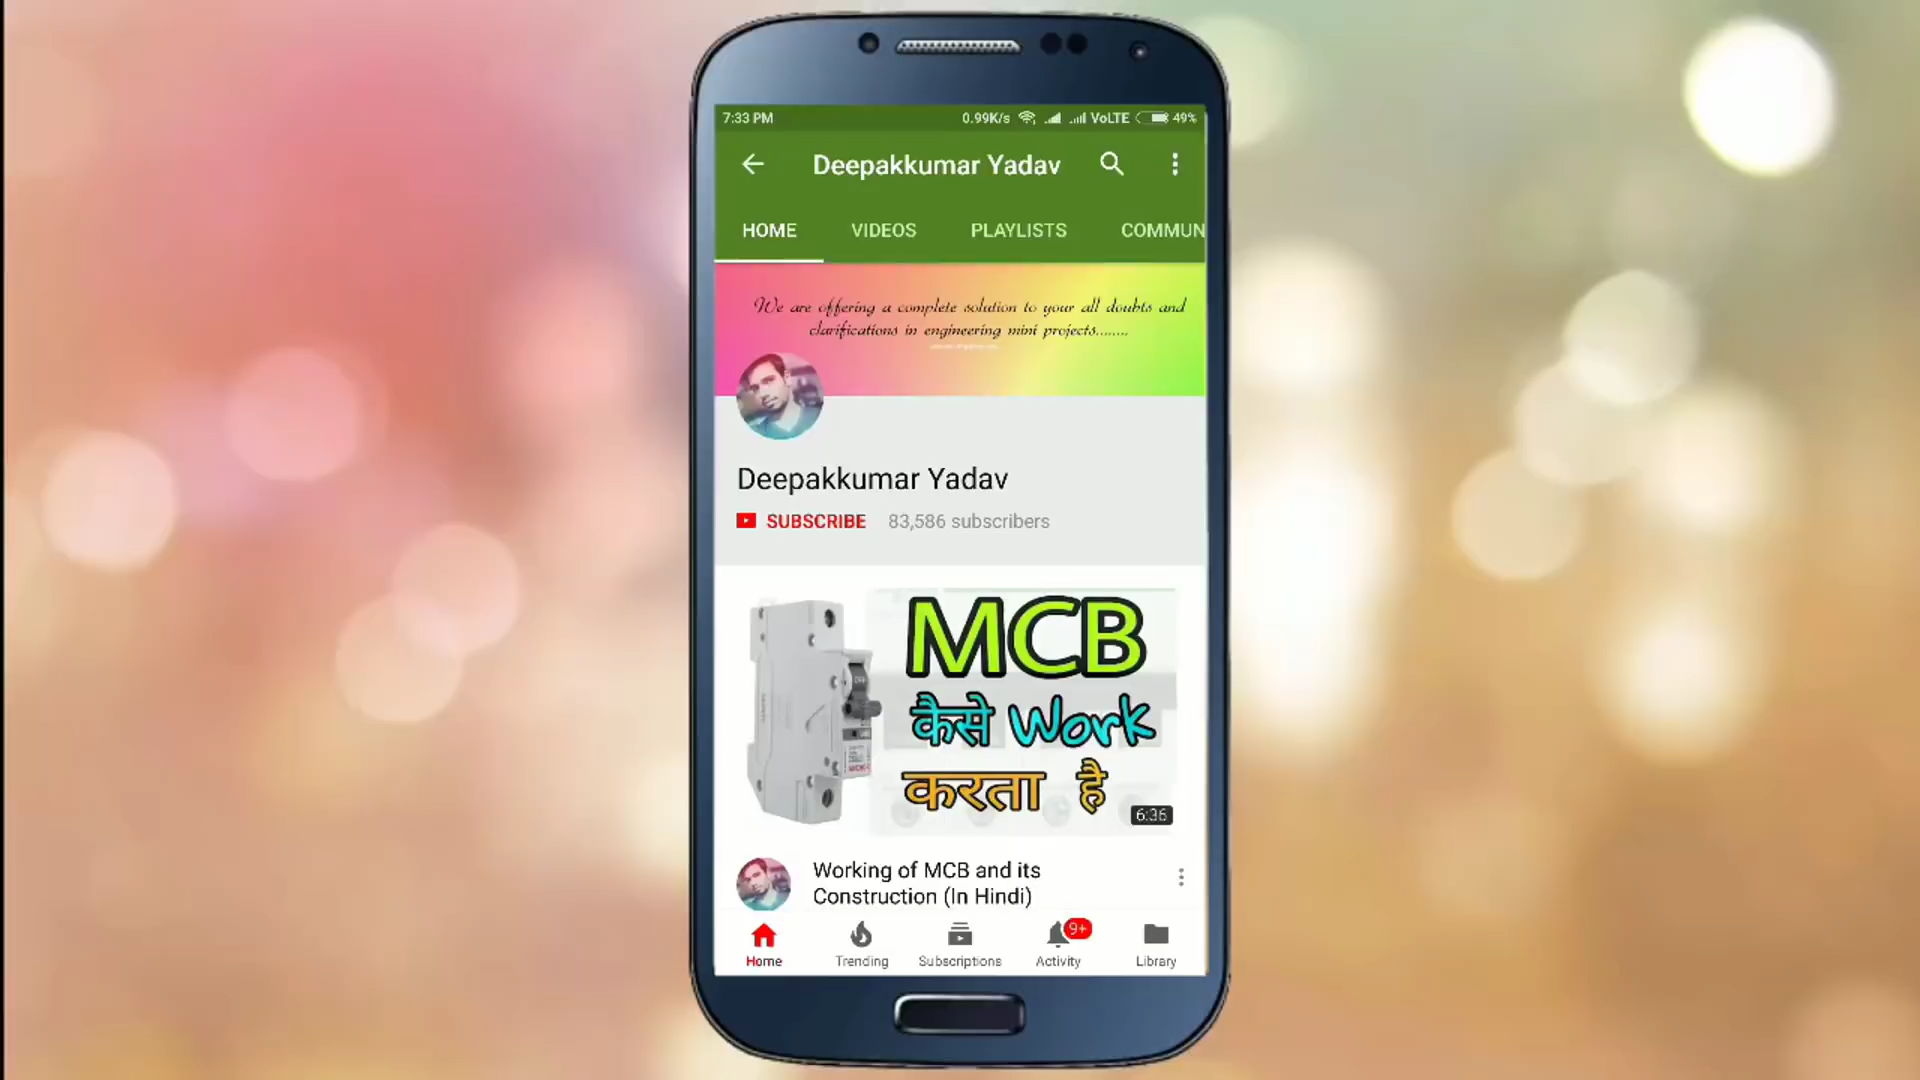 7:33 PM 0.99K/s VoLTE 49%
Deepakkumar Yadav
HOME VIDEOS PLAYLISTS COMMUN
We are offering a complete solution to your all doubts and
clarifications in engineering mini projects........
Deepakkumar Yadav
SUBSCRIBE 83,586 subscribers
MCB
कैसे Work
करता है
6:36
Working of MCB and its
Construction (In Hindi)
9+
Home Trending Subscriptions Activity Library